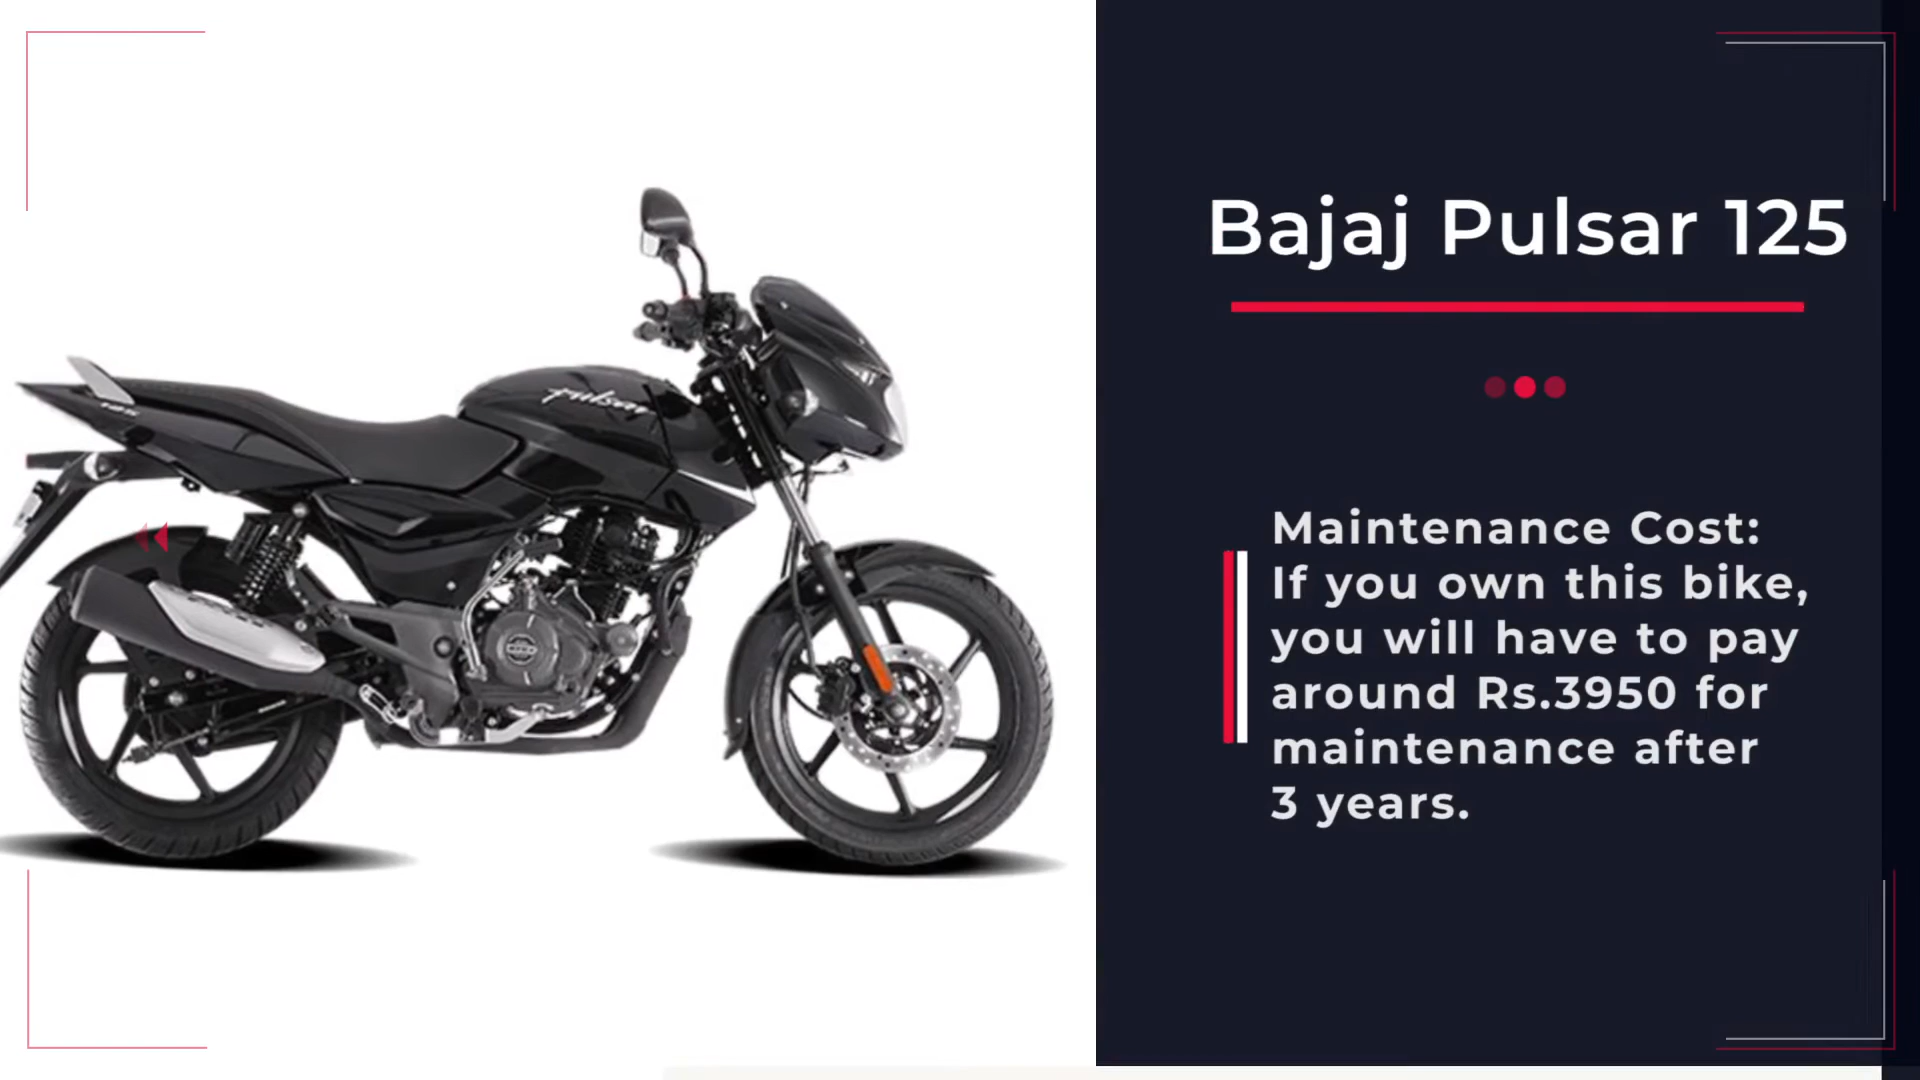 Bajaj Pulsar 125
Maintenance Cost:
If you own this bike,
you will have to pay
around Rs.3950 for
maintenance after
3 years.
Pulsar